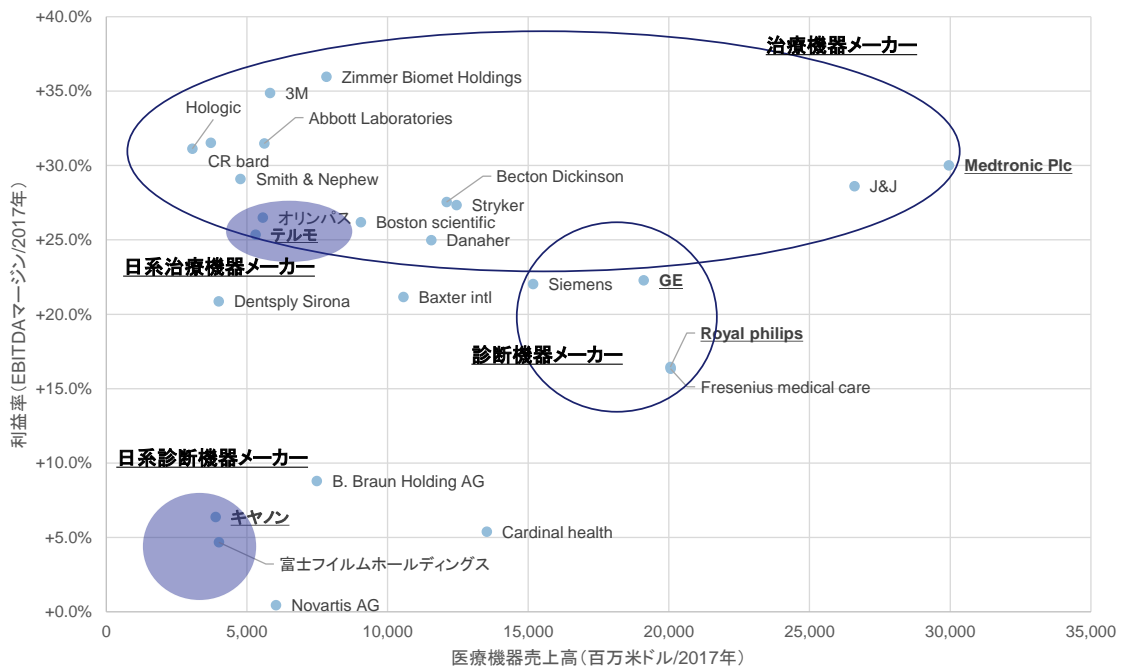 +40.0%
治療機器メーカー
Zimmer Biomet Holdings
+35.0%
3M
Hologic
Abbott Laboratories
+30.0%
CR bard
Becton Dickinson
Medtronic Plc
Smith & Nephew
J&J
Stryker
オリンパス
Boston scientific
+25.0%
テルモ
Danaher
日系治療機器メーカー
Siemens
GE
Dentsply Sirona
Baxter intl
+20.0%
Royal philips
診断機器メーカー
Fresenius medical care
+15.0%
+10.0%
日系診断機器メーカー
B. Braun Holding AG
キヤノン
+5.0%
Cardinal health
富士フイルムホールディングス
Novartis AG
+0.0%
0
5,000
10,000
15,000
20,000
25,000
30,000
35,000
利益率(EBITDAマージン/2017年)
医療機器売上高(百万米ドル/2017年)